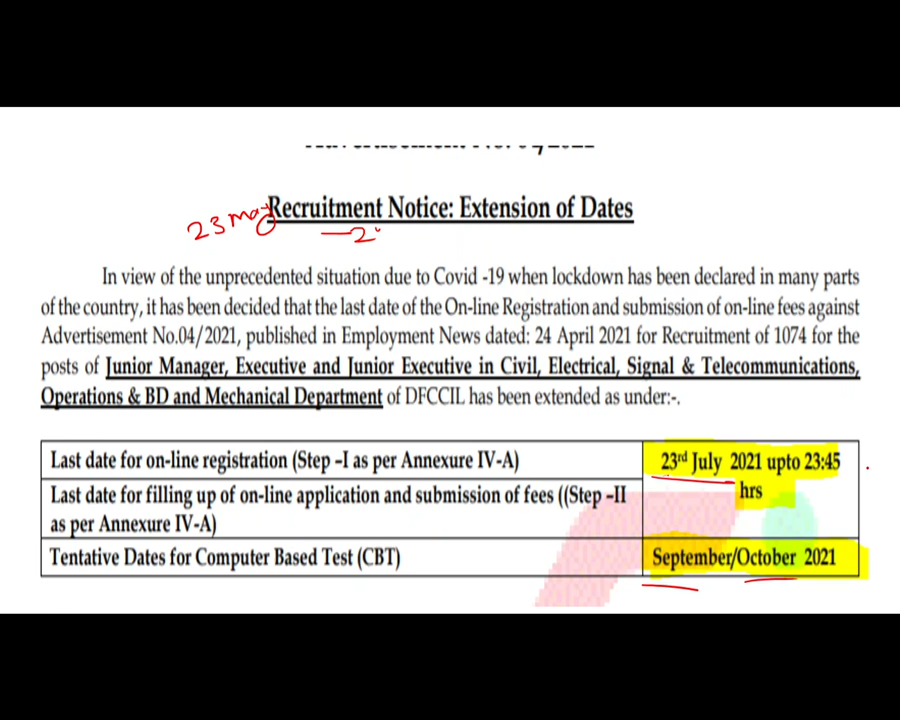 Recruitment Notice: Extension of Dates
23 May
— 2
In view of the unprecedented situation due to Covid -19 when lockdown has been declared in many parts
of the country, it has been decided that the last date of the On-line Registration and submission of on-line fees against
Advertisement No.04/2021, published in Employment News dated: 24 April 2021 for Recruitment of 1074 for the
posts of Junior Manager, Executive and Junior Executive in Civil, Electrical, Signal & Telecommunications,
Operations & BD and Mechanical Department of DFCCIL has been extended as under:-.
Last date for on-line registration (Step –I as per Annexure IV-A)
23rd July 2021 upto 23:45
hrs
Last date for filling up of on-line application and submission of fees ((Step –II
as per Annexure IV-A)
Tentative Dates for Computer Based Test (CBT)
September/October 2021